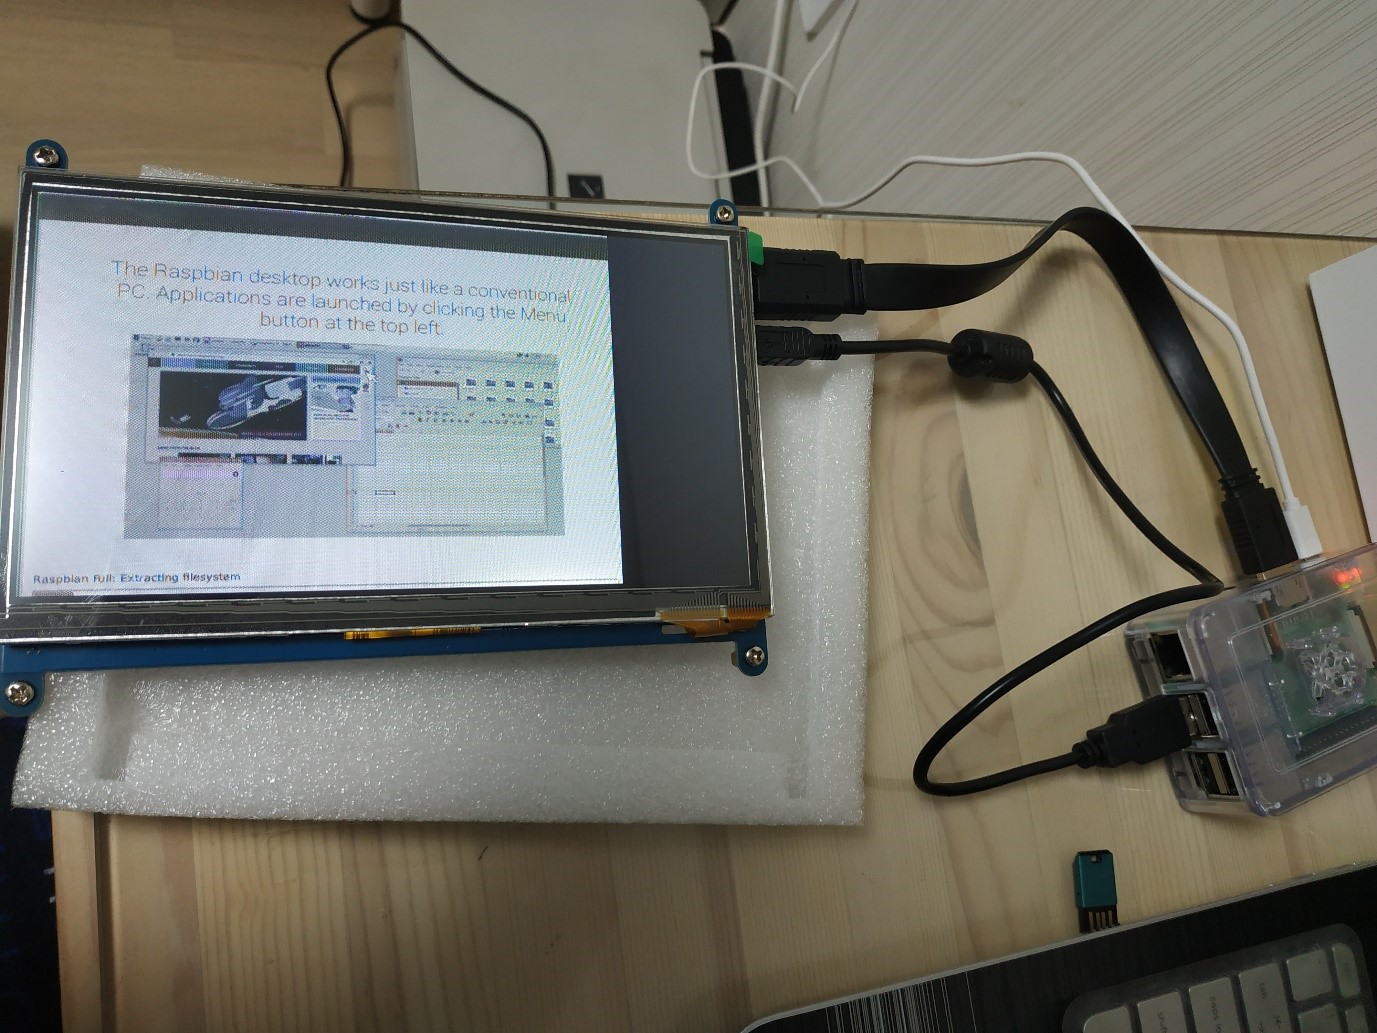 The Raspbian desktop works just like a conventional
PC. Applications are launched by clicking the Menu
button at the top left.
Raspbian Full: Extracting filesystem